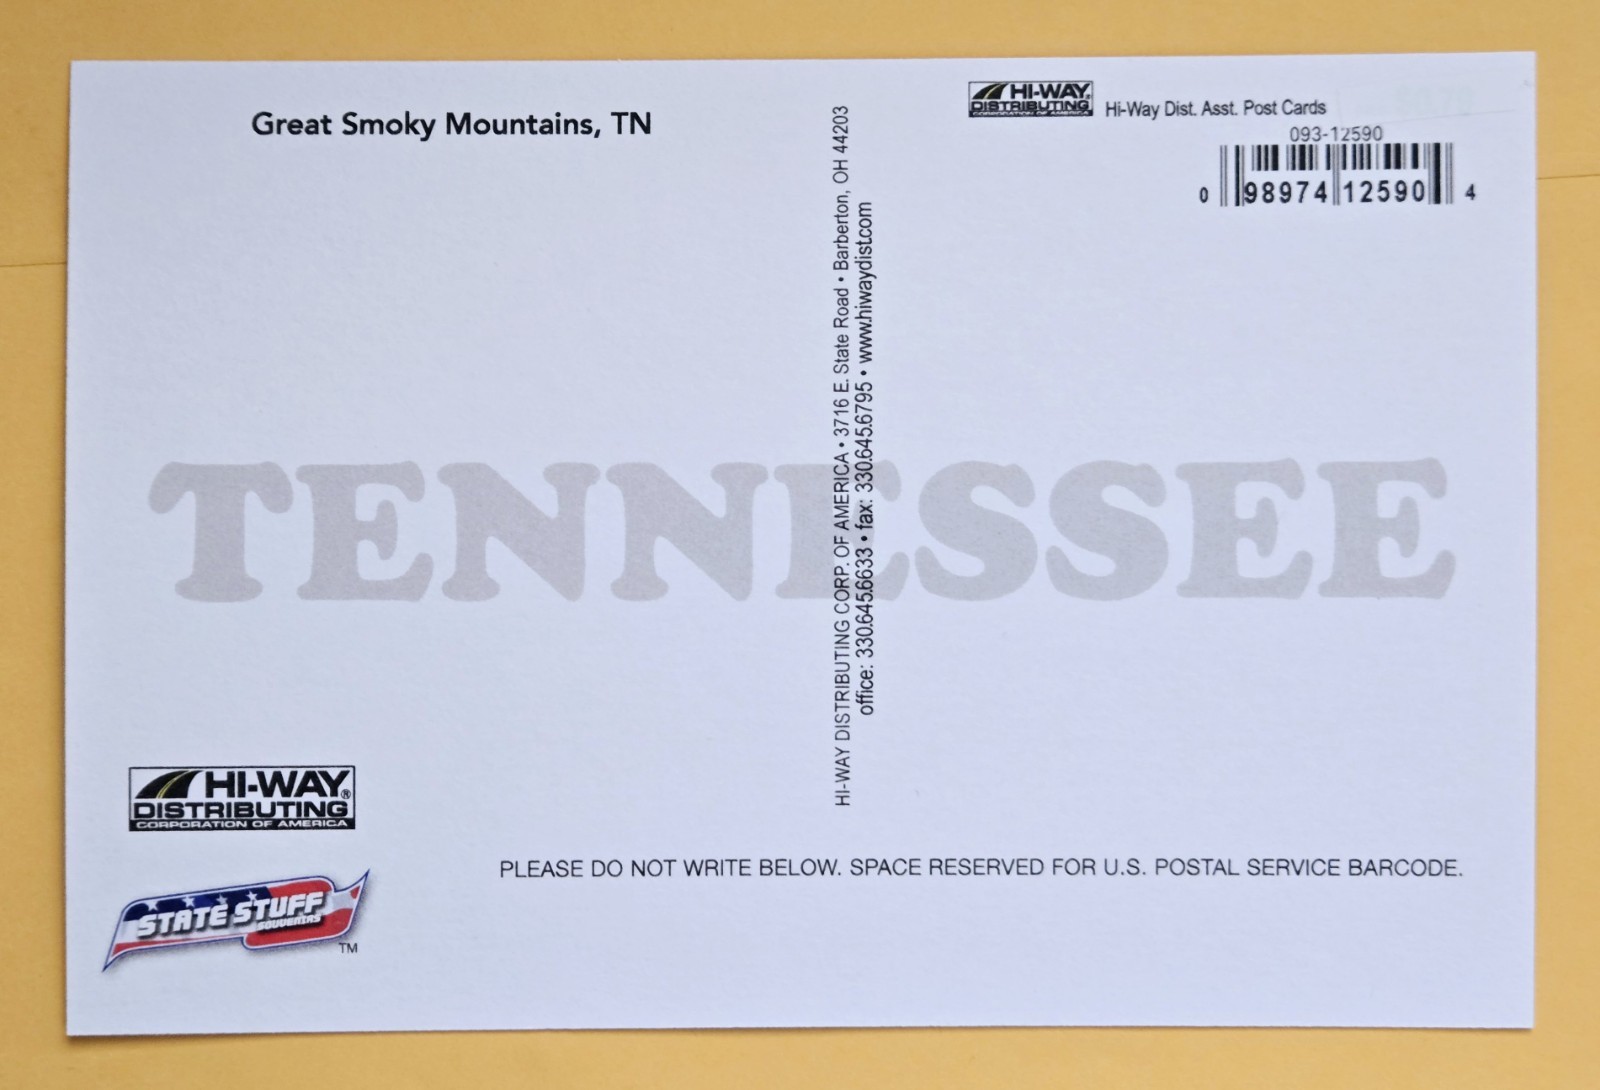 Great Smoky Mountains, TN
HI-WAY
DISTRIBUTING
CORPORATION OF AMERICA
Hi-Way Dist. Asst. Post Cards
093-12590
0 98974 12590 4
HI-WAY DISTRIBUTING CORP. OF AMERICA • 3716 E. State Road • Barberton, OH 44203
office: 330.645.6633 • fax: 330.645.6795 • www.hiwaydist.com
TENNESSEE
HI-WAY®
DISTRIBUTING
CORPORATION OF AMERICA
PLEASE DO NOT WRITE BELOW. SPACE RESERVED FOR U.S. POSTAL SERVICE BARCODE.
STATE STUFF
SOUVENIRS
TM